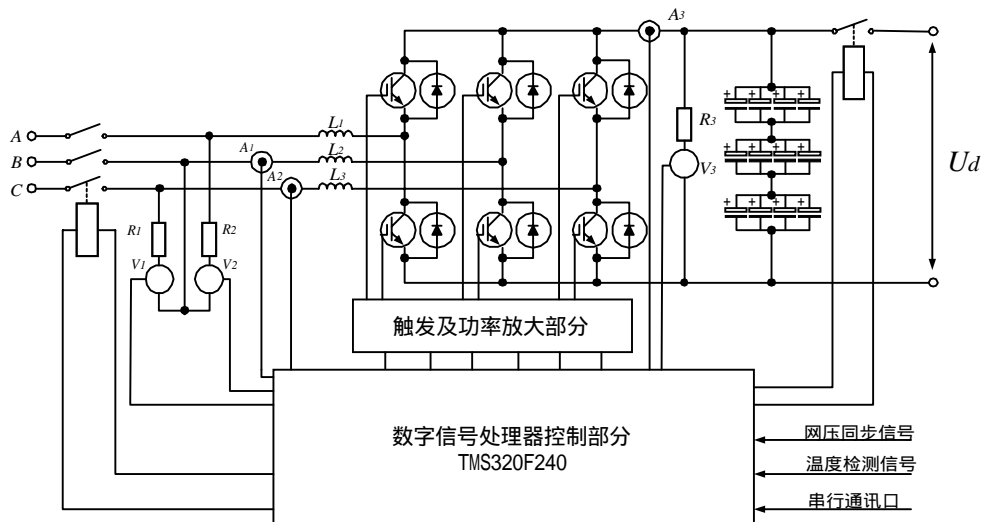 A3
A
B
C
L1
A1
L2
A2
L3
R1
R2
V1
V2
R3
V3
+ + + +
+ + + +
+ + + +
Ud
触发及功率放大部分
数字信号处理器控制部分
TMS320F240
网压同步信号
温度检测信号
串行通讯口